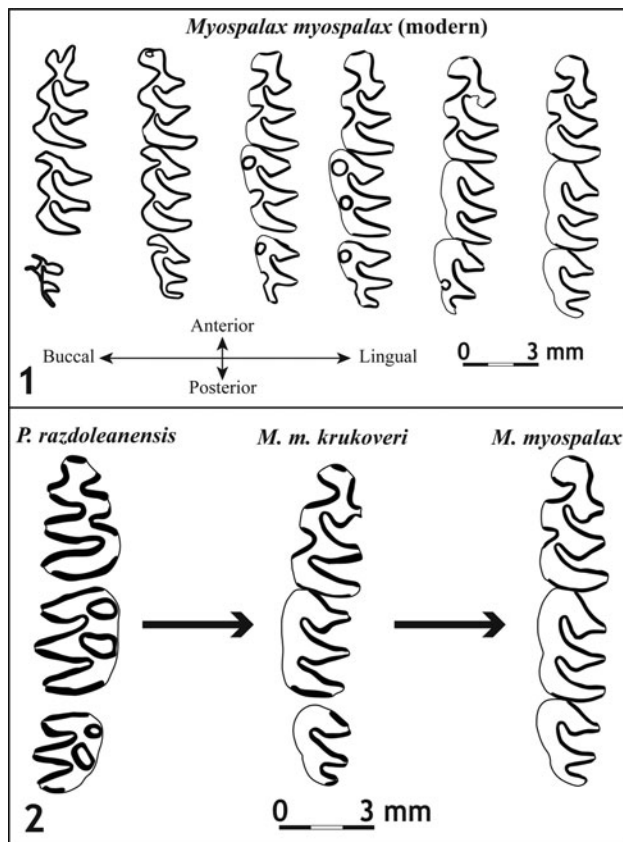 Myospalax myospalax (modern)
Anterior
Buccal Lingual
Posterior
0 3 mm
1
P. razdoleanensis M. m. krukoveri M. myospalax
0 3 mm
2